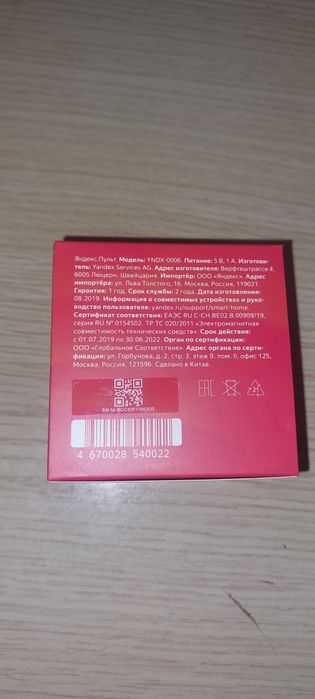 Яндекс.Пульт. Модель: YNDX-0006. Питание: 5 В, 1 А. Изготови-
тель: Yandex Services AG. Адрес изготовителя: Верфтештрассе 4,
6005 Люцерн, Швейцария. Импортёр: ООО «Яндекс». Адрес
импортёра: ул. Льва Толстого, 16. Москва, Россия, 119021.
Гарантия: 1 год. Срок службы: 2 года. Дата изготовления:
08.2019. Информация о совместимых устройствах и руко-
водство пользователя: yandex.ru/support/smart-home.
Сертификат соответствия: ЕАЭС RU C-CH.BE02.B.00909/19,
серия RU № 0154502. ТР ТС 020/2011 «Электромагнитная
совместимость технических средств». Срок действия:
с 01.07.2019 по 30.06.2022. Орган по сертификации:
ООО «Глобальное Соответствие». Адрес органа по серти-
фикации: ул. Горбунова, д. 2, стр. 3, этаж 9, пом. II, офис 125,
Москва, Россия, 121596. Сделано в Китае.
EAC
21
4 670028 540022